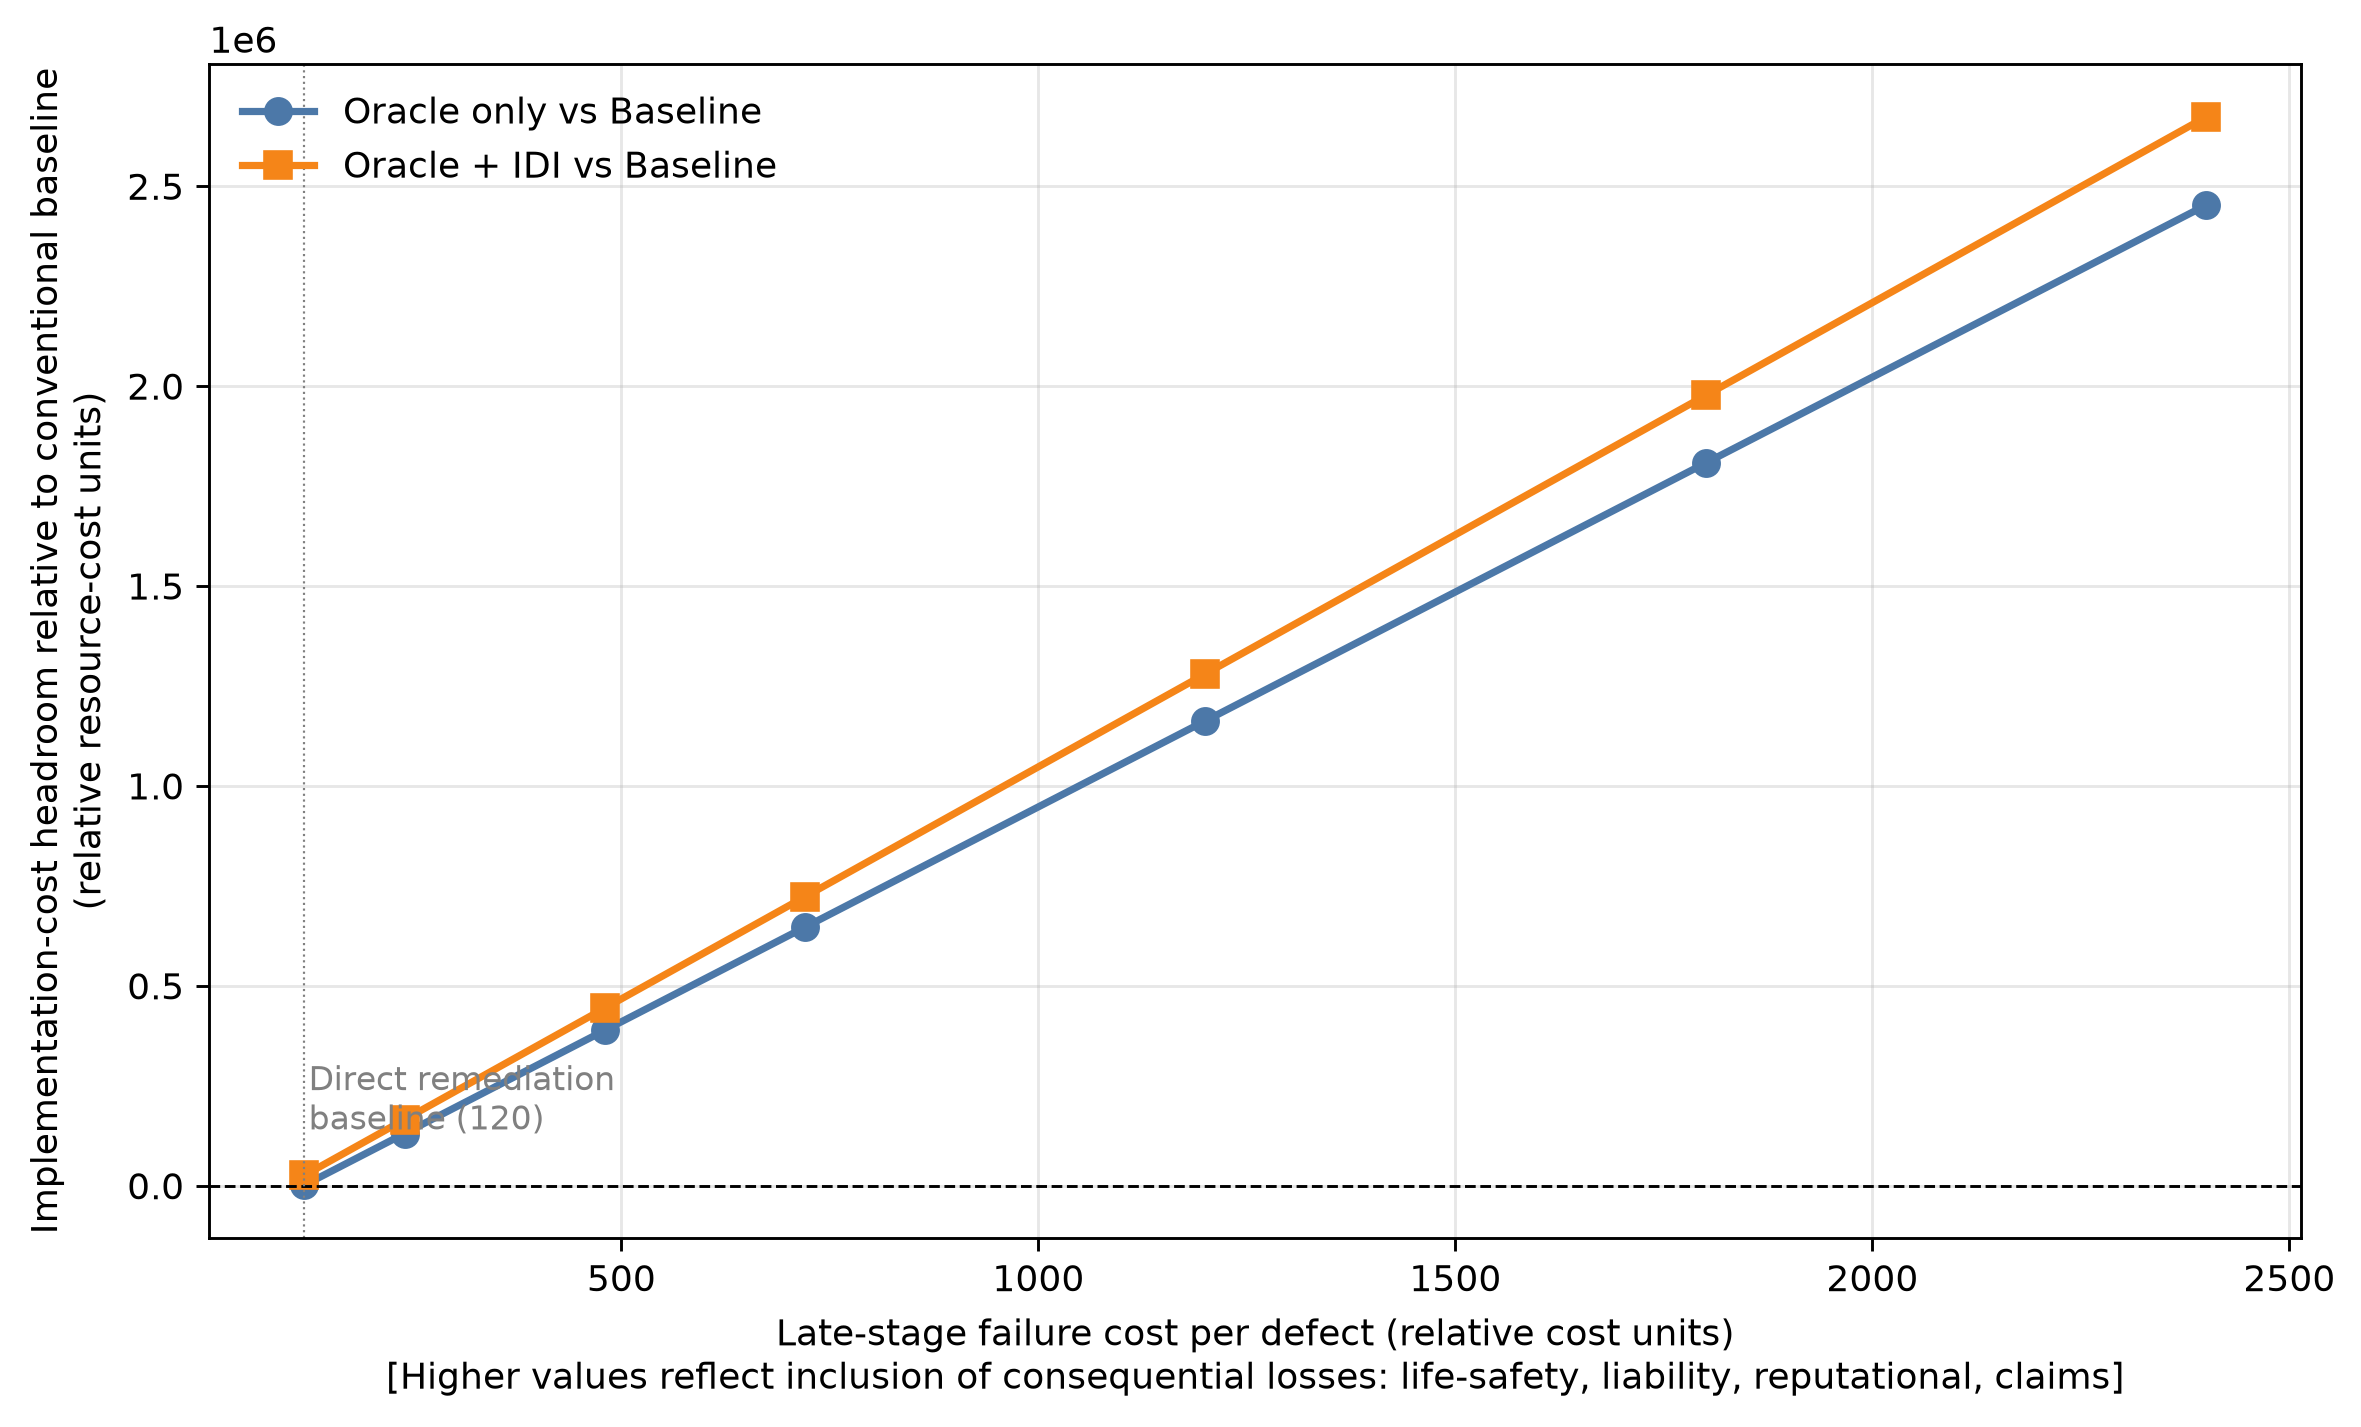 1e6
Implementation-cost headroom relative to conventional baseline
(relative resource-cost units)
Oracle only vs Baseline
Oracle + IDI vs Baseline
2.5
2.0
1.5
1.0
0.5
0.0
Direct remediation
baseline (120)
500
1000
1500
2000
2500
Late-stage failure cost per defect (relative cost units)
[Higher values reflect inclusion of consequential losses: life-safety, liability, reputational, claims]